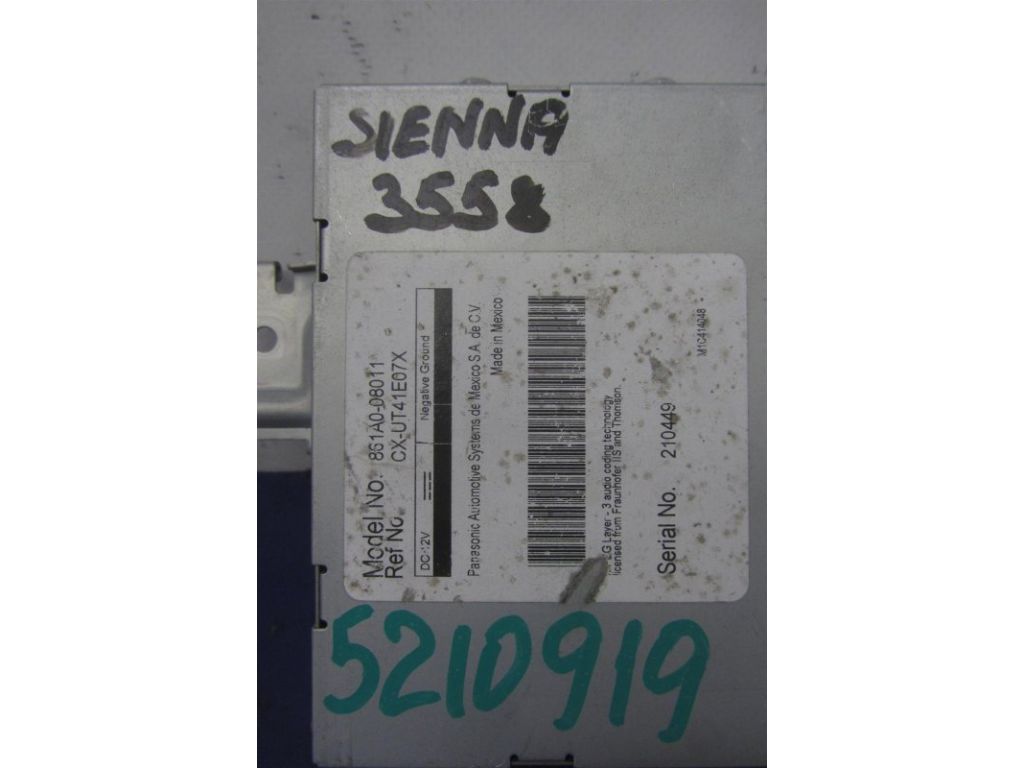 SIENNA
3558
Model No. 861A0-08011
Ref No. CX-UT41E07X
DC-12V Negative Ground
Panasonic Automotive Systems de Mexico S.A. de C.V.
Made in Mexico
EG Layer - 3 audio coding technology
licensed from Fraunhofer IIS and Thomson.
Serial No. 210449
M1C414048
5210919